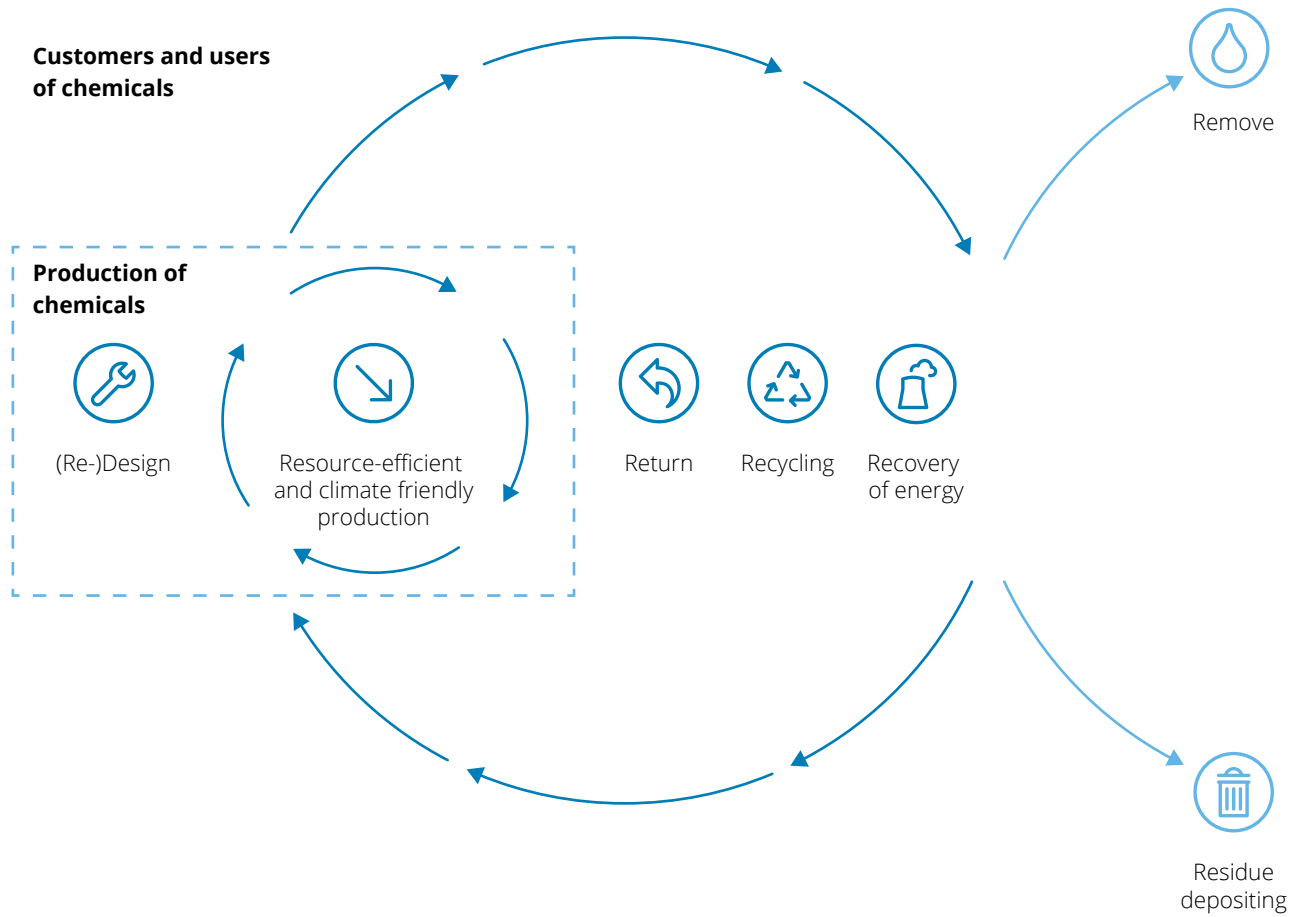 Customers and users
of chemicals
Remove
Production of
chemicals
(Re-)Design
Resource-efficient
and climate friendly
production
Return
Recycling
Recovery
of energy
Residue
depositing